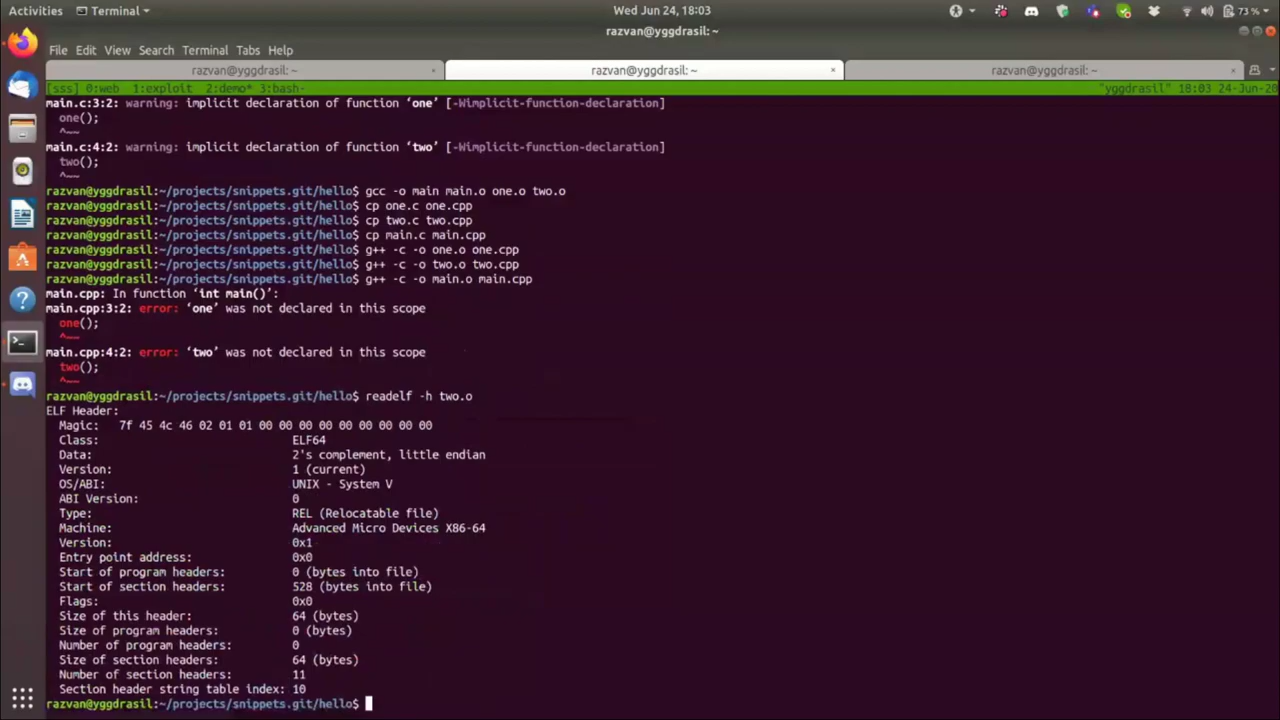 Activities Terminal Wed Jun 24, 18:03 73 %
razvan@yggdrasil: ~
File Edit View Search Terminal Tabs Help
razvan@yggdrasil: ~ × razvan@yggdrasil: ~ × razvan@yggdrasil: ~ ×
[sss] 0:web 1:exploit 2:demo* 3:bash- "yggdrasil" 18:03 24-Jun-20
main.c:3:2: warning: implicit declaration of function ‘one’ [-Wimplicit-function-declaration]
one();
^~~
main.c:4:2: warning: implicit declaration of function ‘two’ [-Wimplicit-function-declaration]
two();
^~~
razvan@yggdrasil:~/projects/snippets.git/hello$ gcc -o main main.o one.o two.o
razvan@yggdrasil:~/projects/snippets.git/hello$ cp one.c one.cpp
razvan@yggdrasil:~/projects/snippets.git/hello$ cp two.c two.cpp
razvan@yggdrasil:~/projects/snippets.git/hello$ cp main.c main.cpp
razvan@yggdrasil:~/projects/snippets.git/hello$ g++ -c -o one.o one.cpp
razvan@yggdrasil:~/projects/snippets.git/hello$ g++ -c -o two.o two.cpp
razvan@yggdrasil:~/projects/snippets.git/hello$ g++ -c -o main.o main.cpp
main.cpp: In function ‘int main()’:
main.cpp:3:2: error: ‘one’ was not declared in this scope
one();
^~~
main.cpp:4:2: error: ‘two’ was not declared in this scope
two();
^~~
razvan@yggdrasil:~/projects/snippets.git/hello$ readelf -h two.o
ELF Header:
Magic: 7f 45 4c 46 02 01 01 00 00 00 00 00 00 00 00 00
Class: ELF64
Data: 2's complement, little endian
Version: 1 (current)
OS/ABI: UNIX - System V
ABI Version: 0
Type: REL (Relocatable file)
Machine: Advanced Micro Devices X86-64
Version: 0x1
Entry point address: 0x0
Start of program headers: 0 (bytes into file)
Start of section headers: 528 (bytes into file)
Flags: 0x0
Size of this header: 64 (bytes)
Size of program headers: 0 (bytes)
Number of program headers: 0
Size of section headers: 64 (bytes)
Number of section headers: 11
Section header string table index: 10
razvan@yggdrasil:~/projects/snippets.git/hello$